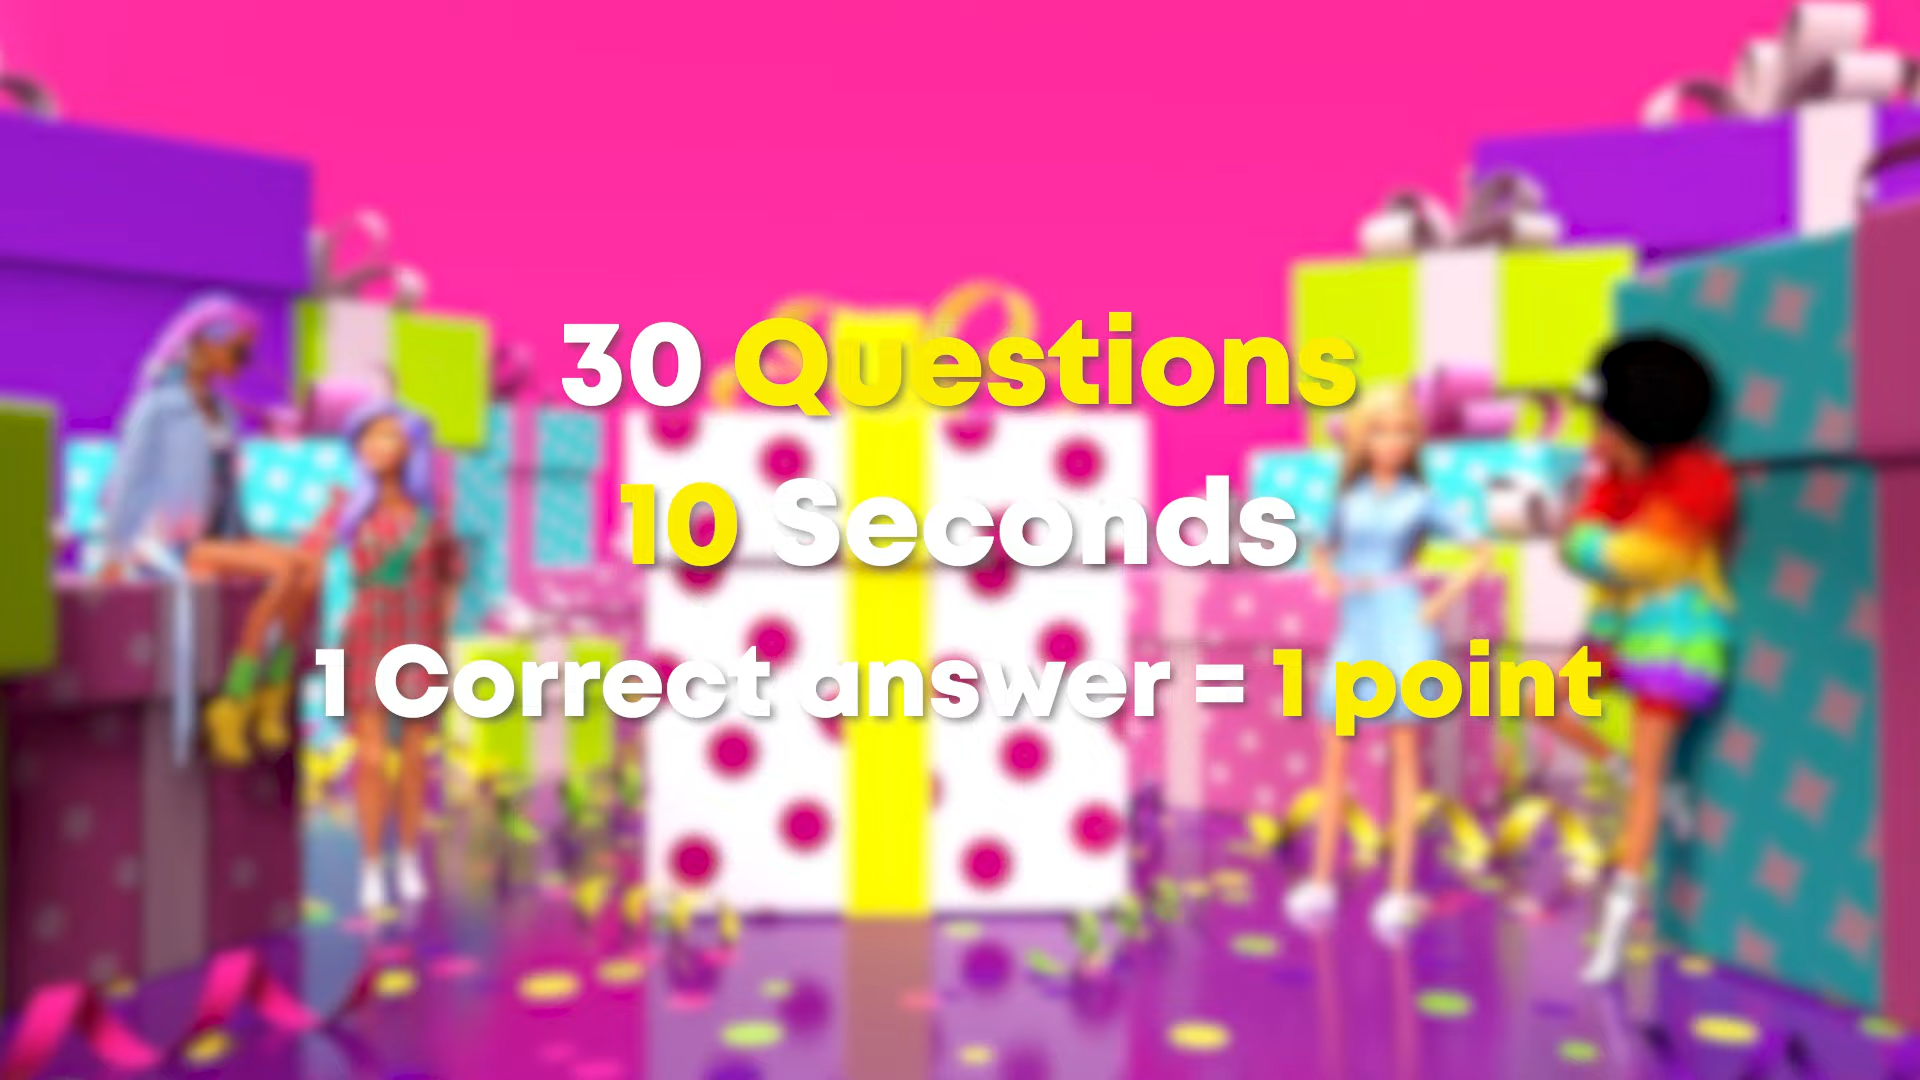 30 Questions
10 Seconds
1 Correct answer = 1 point